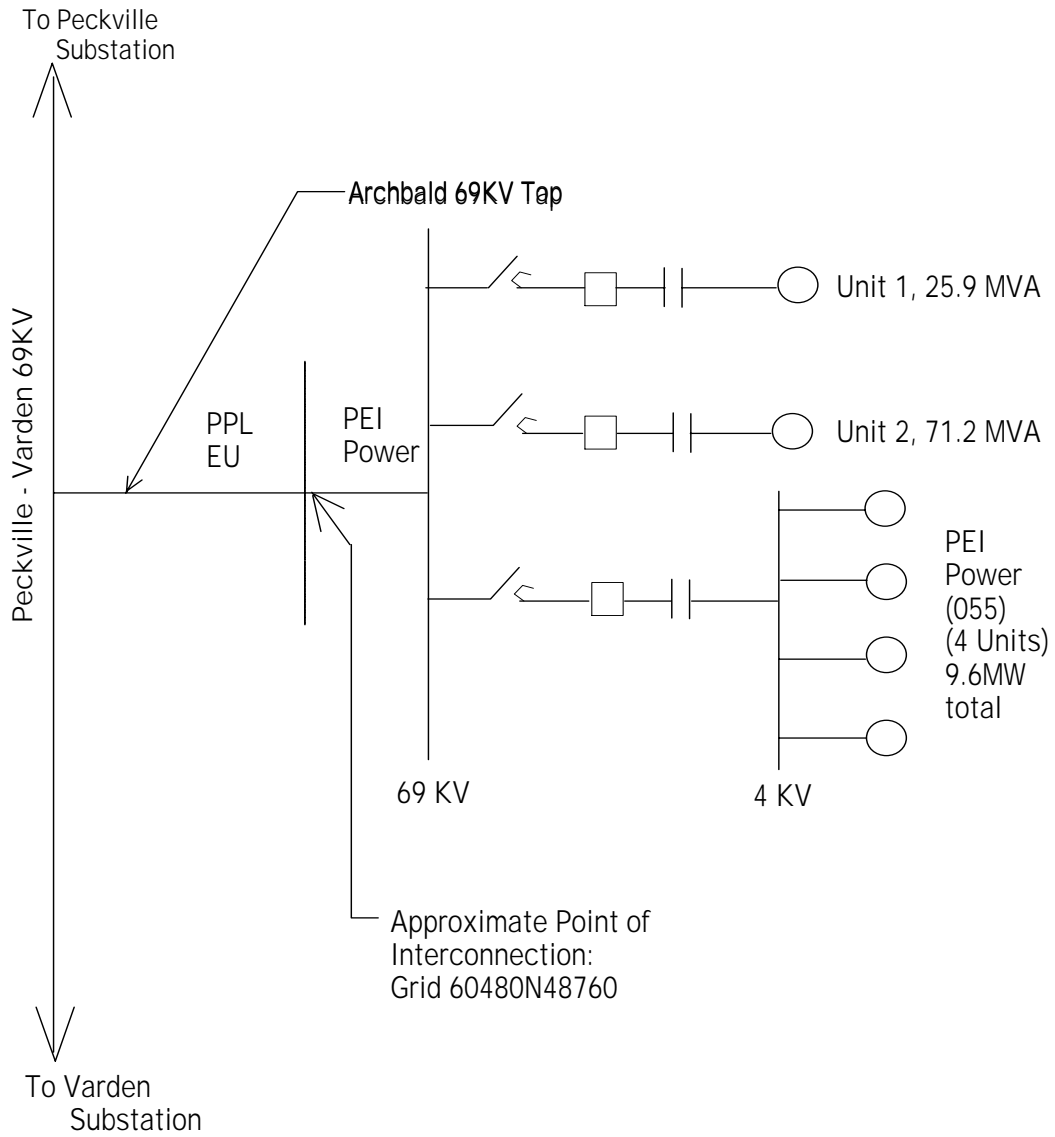 To Peckville
Substation
Archbald 69KV Tap
Unit 1, 25.9 MVA
Peckville - Varden 69KV
PPL
EU
PEI
Power
Unit 2, 71.2 MVA
PEI
Power
(055)
(4 Units)
9.6MW
total
69 KV
4 KV
Approximate Point of
Interconnection:
Grid 60480N48760
To Varden
Substation